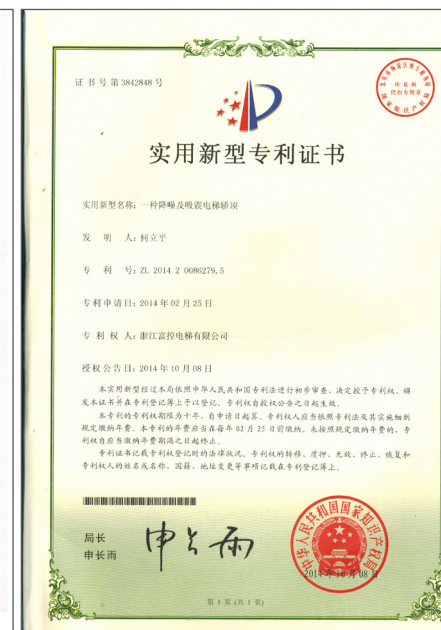 证书号第3842848号
实用新型专利证书
实用新型名称：一种降噪及吸震电梯轿顶
发 明 人：何立平
专 利 号：ZL 2014 2 0086279.5
专利申请日：2014年02月25日
专 利 权 人：浙江富控电梯有限公司
授权公告日：2014年10月08日
本实用新型经过本局依照中华人民共和国专利法进行初步审查，决定授予专利权，颁
发本证书并在专利登记簿上予以登记。专利权自授权公告之日起生效。
本专利的专利权期限为十年，自申请日起算。专利权人应当依照专利法及其实施细则
规定缴纳年费。本专利的年费应当在每年02月25日前缴纳。未按照规定缴纳年费的，专
利权自应当缴纳年费期满之日起终止。
专利证书记载专利权登记时的法律状况。专利权的转移、质押、无效、终止、恢复和
专利权人的姓名或名称、国籍、地址变更等事项记载在专利登记簿上。
局长
申长雨
申长雨
中华人民共和国国家知识产权局
2014年10月08日
第 1 页 (共 1 页)